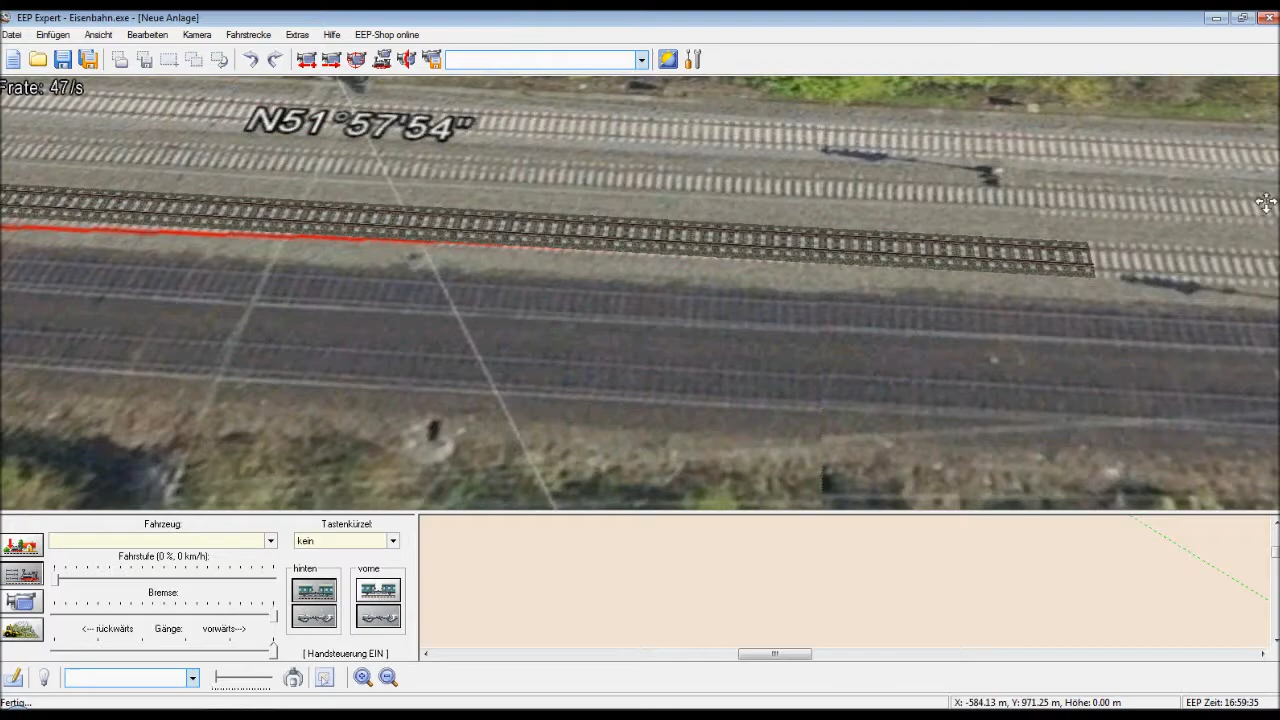 EEP Expert - Eisenbahn.exe - [Neue Anlage]
Datei Einfügen Ansicht Bearbeiten Kamera Fahrstrecke Extras Hilfe EEP-Shop online
Frate: 47/s
N51°57'54"
Fahrzeug:
Tastenkürzel:
kein
Fahrstufe (0 %, 0 km/h):
hinten vorne
Bremse:
<--- rückwärts Gänge: vorwärts--->
[ Handsteuerung EIN ]
Fertig...
X: -584.13 m, Y: 971.25 m, Höhe: 0.00 m
EEP Zeit: 16:59:35